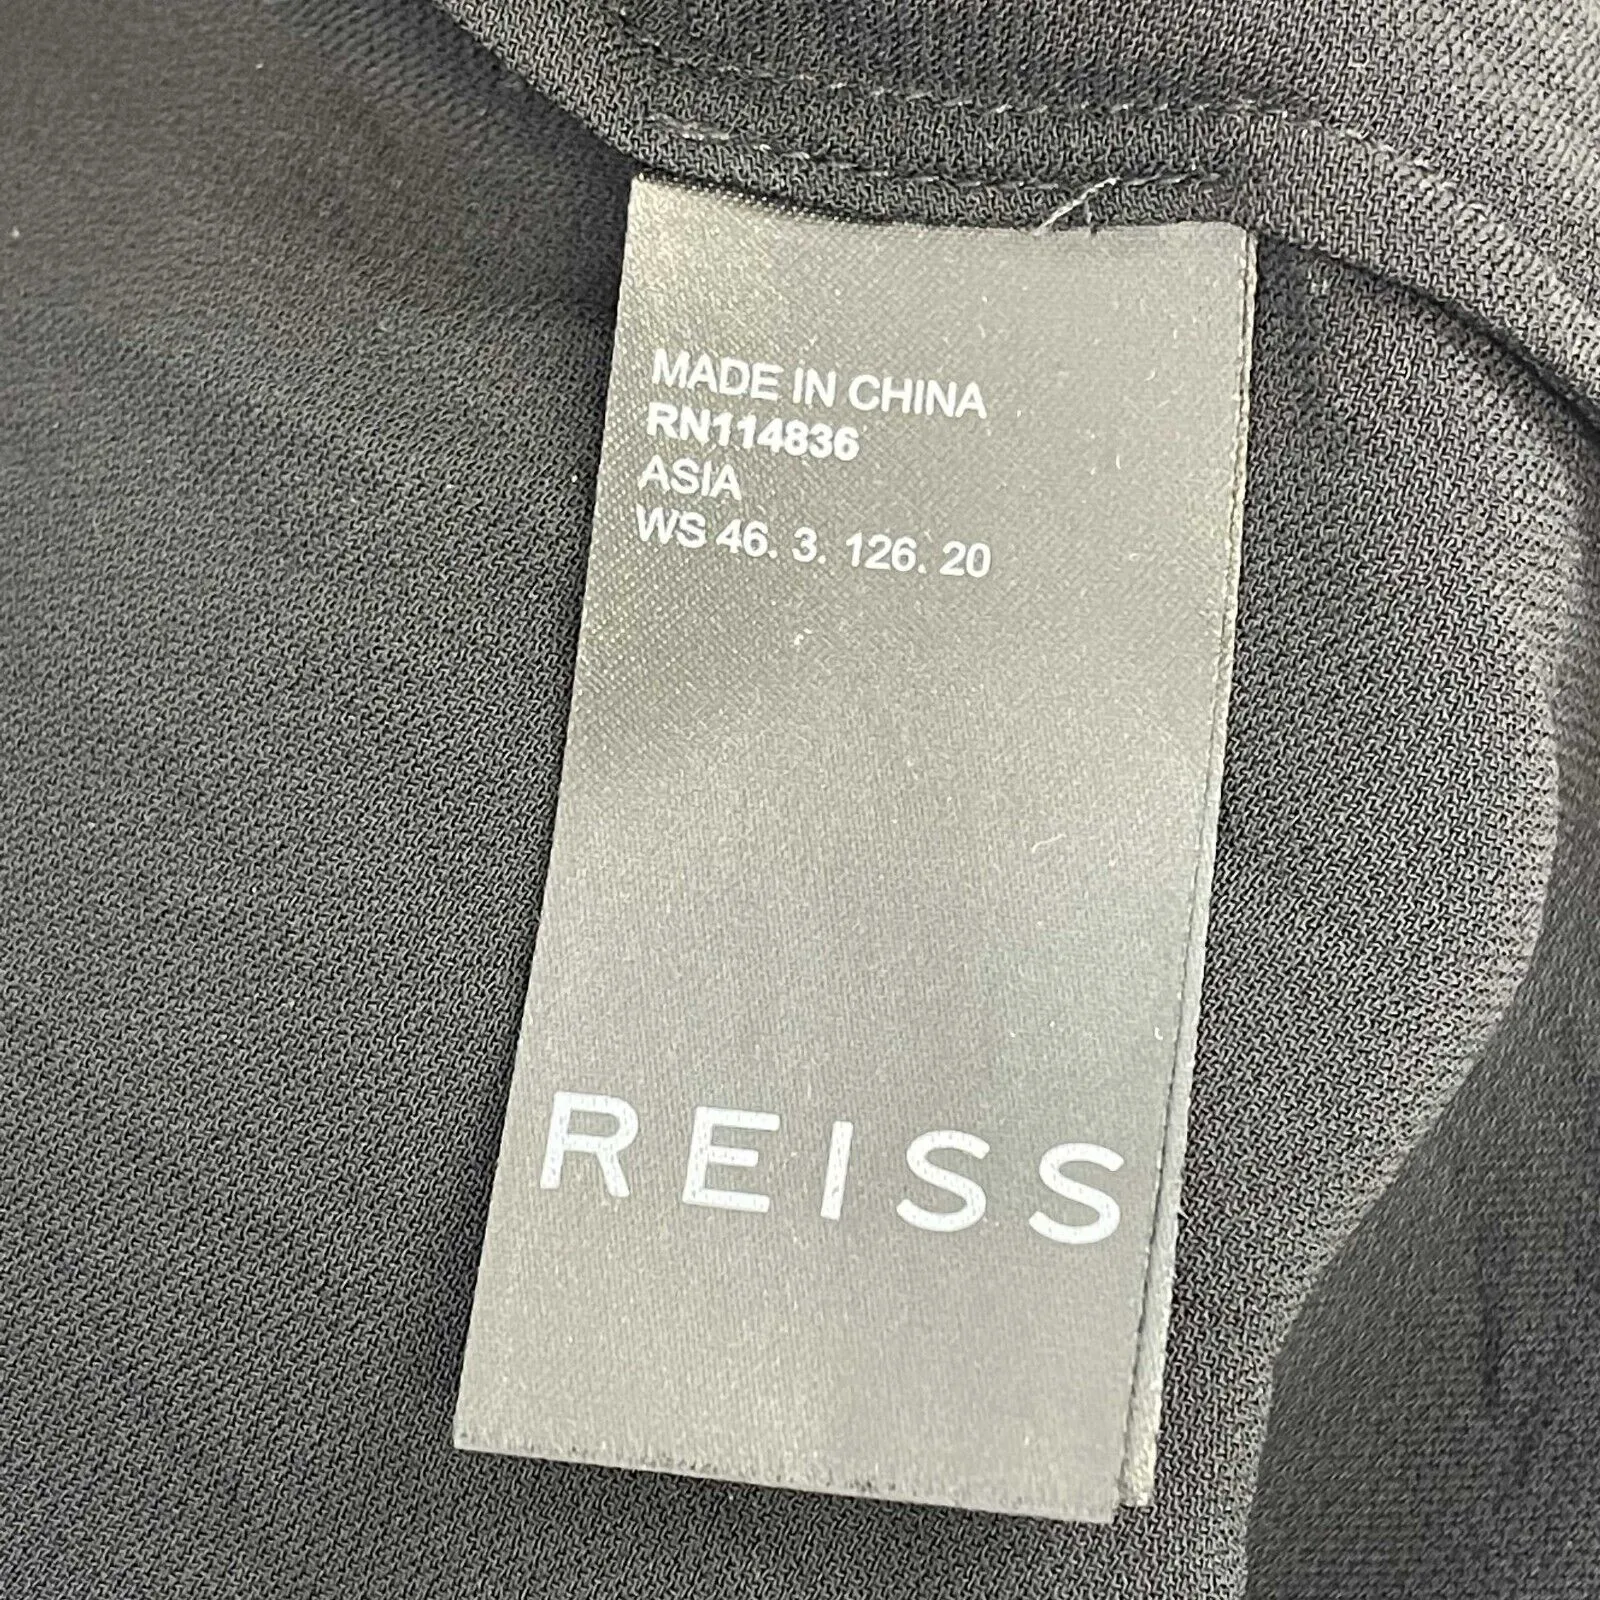 MADE IN CHINA
RN114836
ASIA
WS 46. 3. 126. 20
REISS